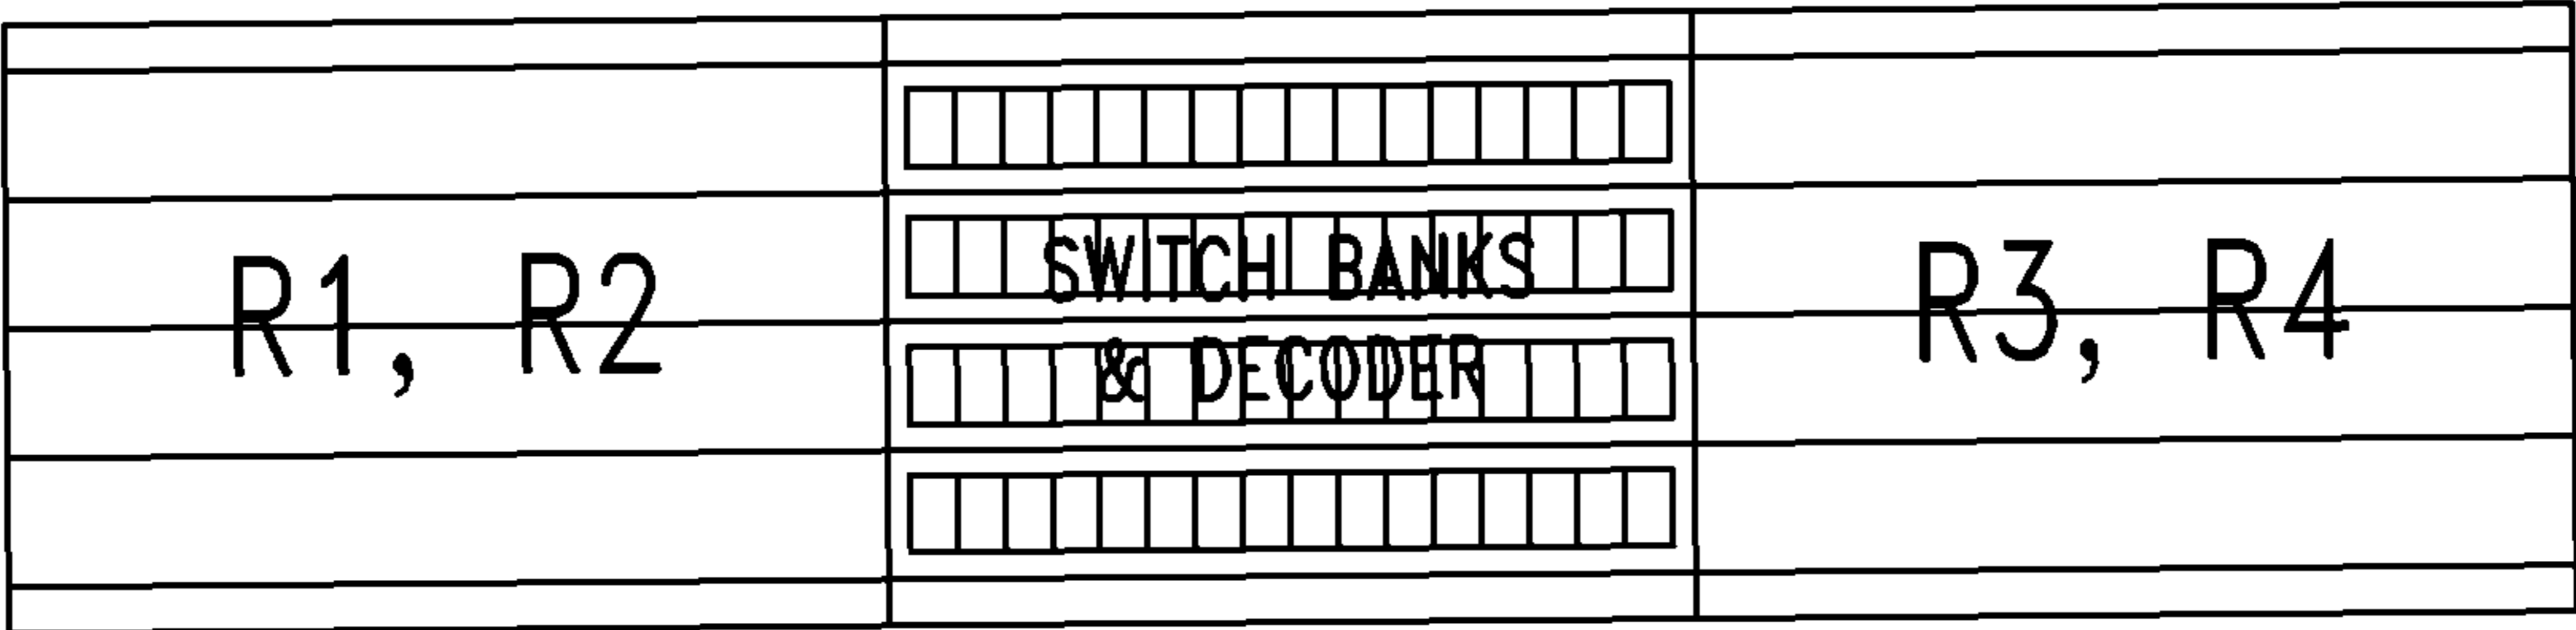 R1, R2
SWITCH BANKS
& DECODER
R3, R4